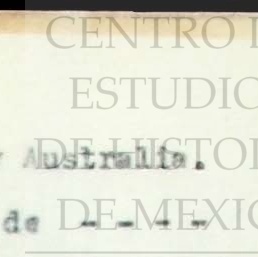 CENTRO
ESTUDIO
Australia.
DE HISTO
de - - - -
DE MEXIC